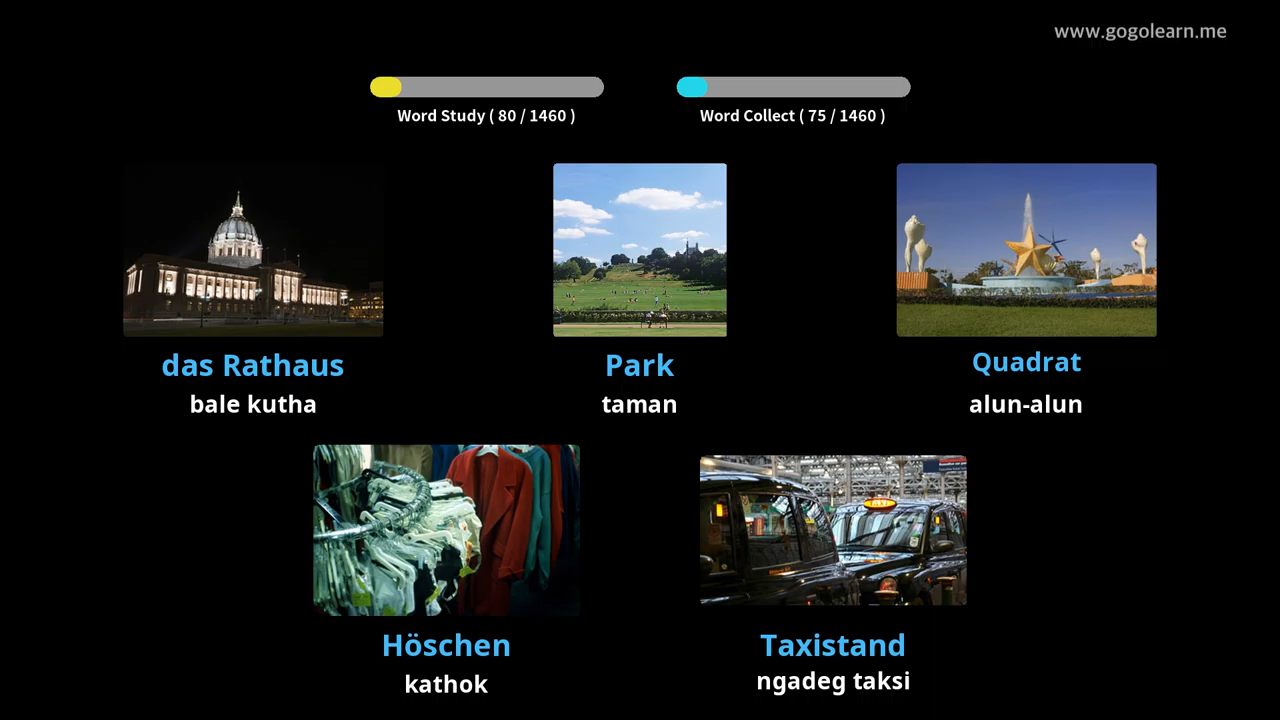 www.gogolearn.me
Word Study ( 80 / 1460 )
Word Collect ( 75 / 1460 )
das Rathaus
bale kutha
Park
taman
Quadrat
alun-alun
TAXI
Höschen
kathok
Taxistand
ngadeg taksi